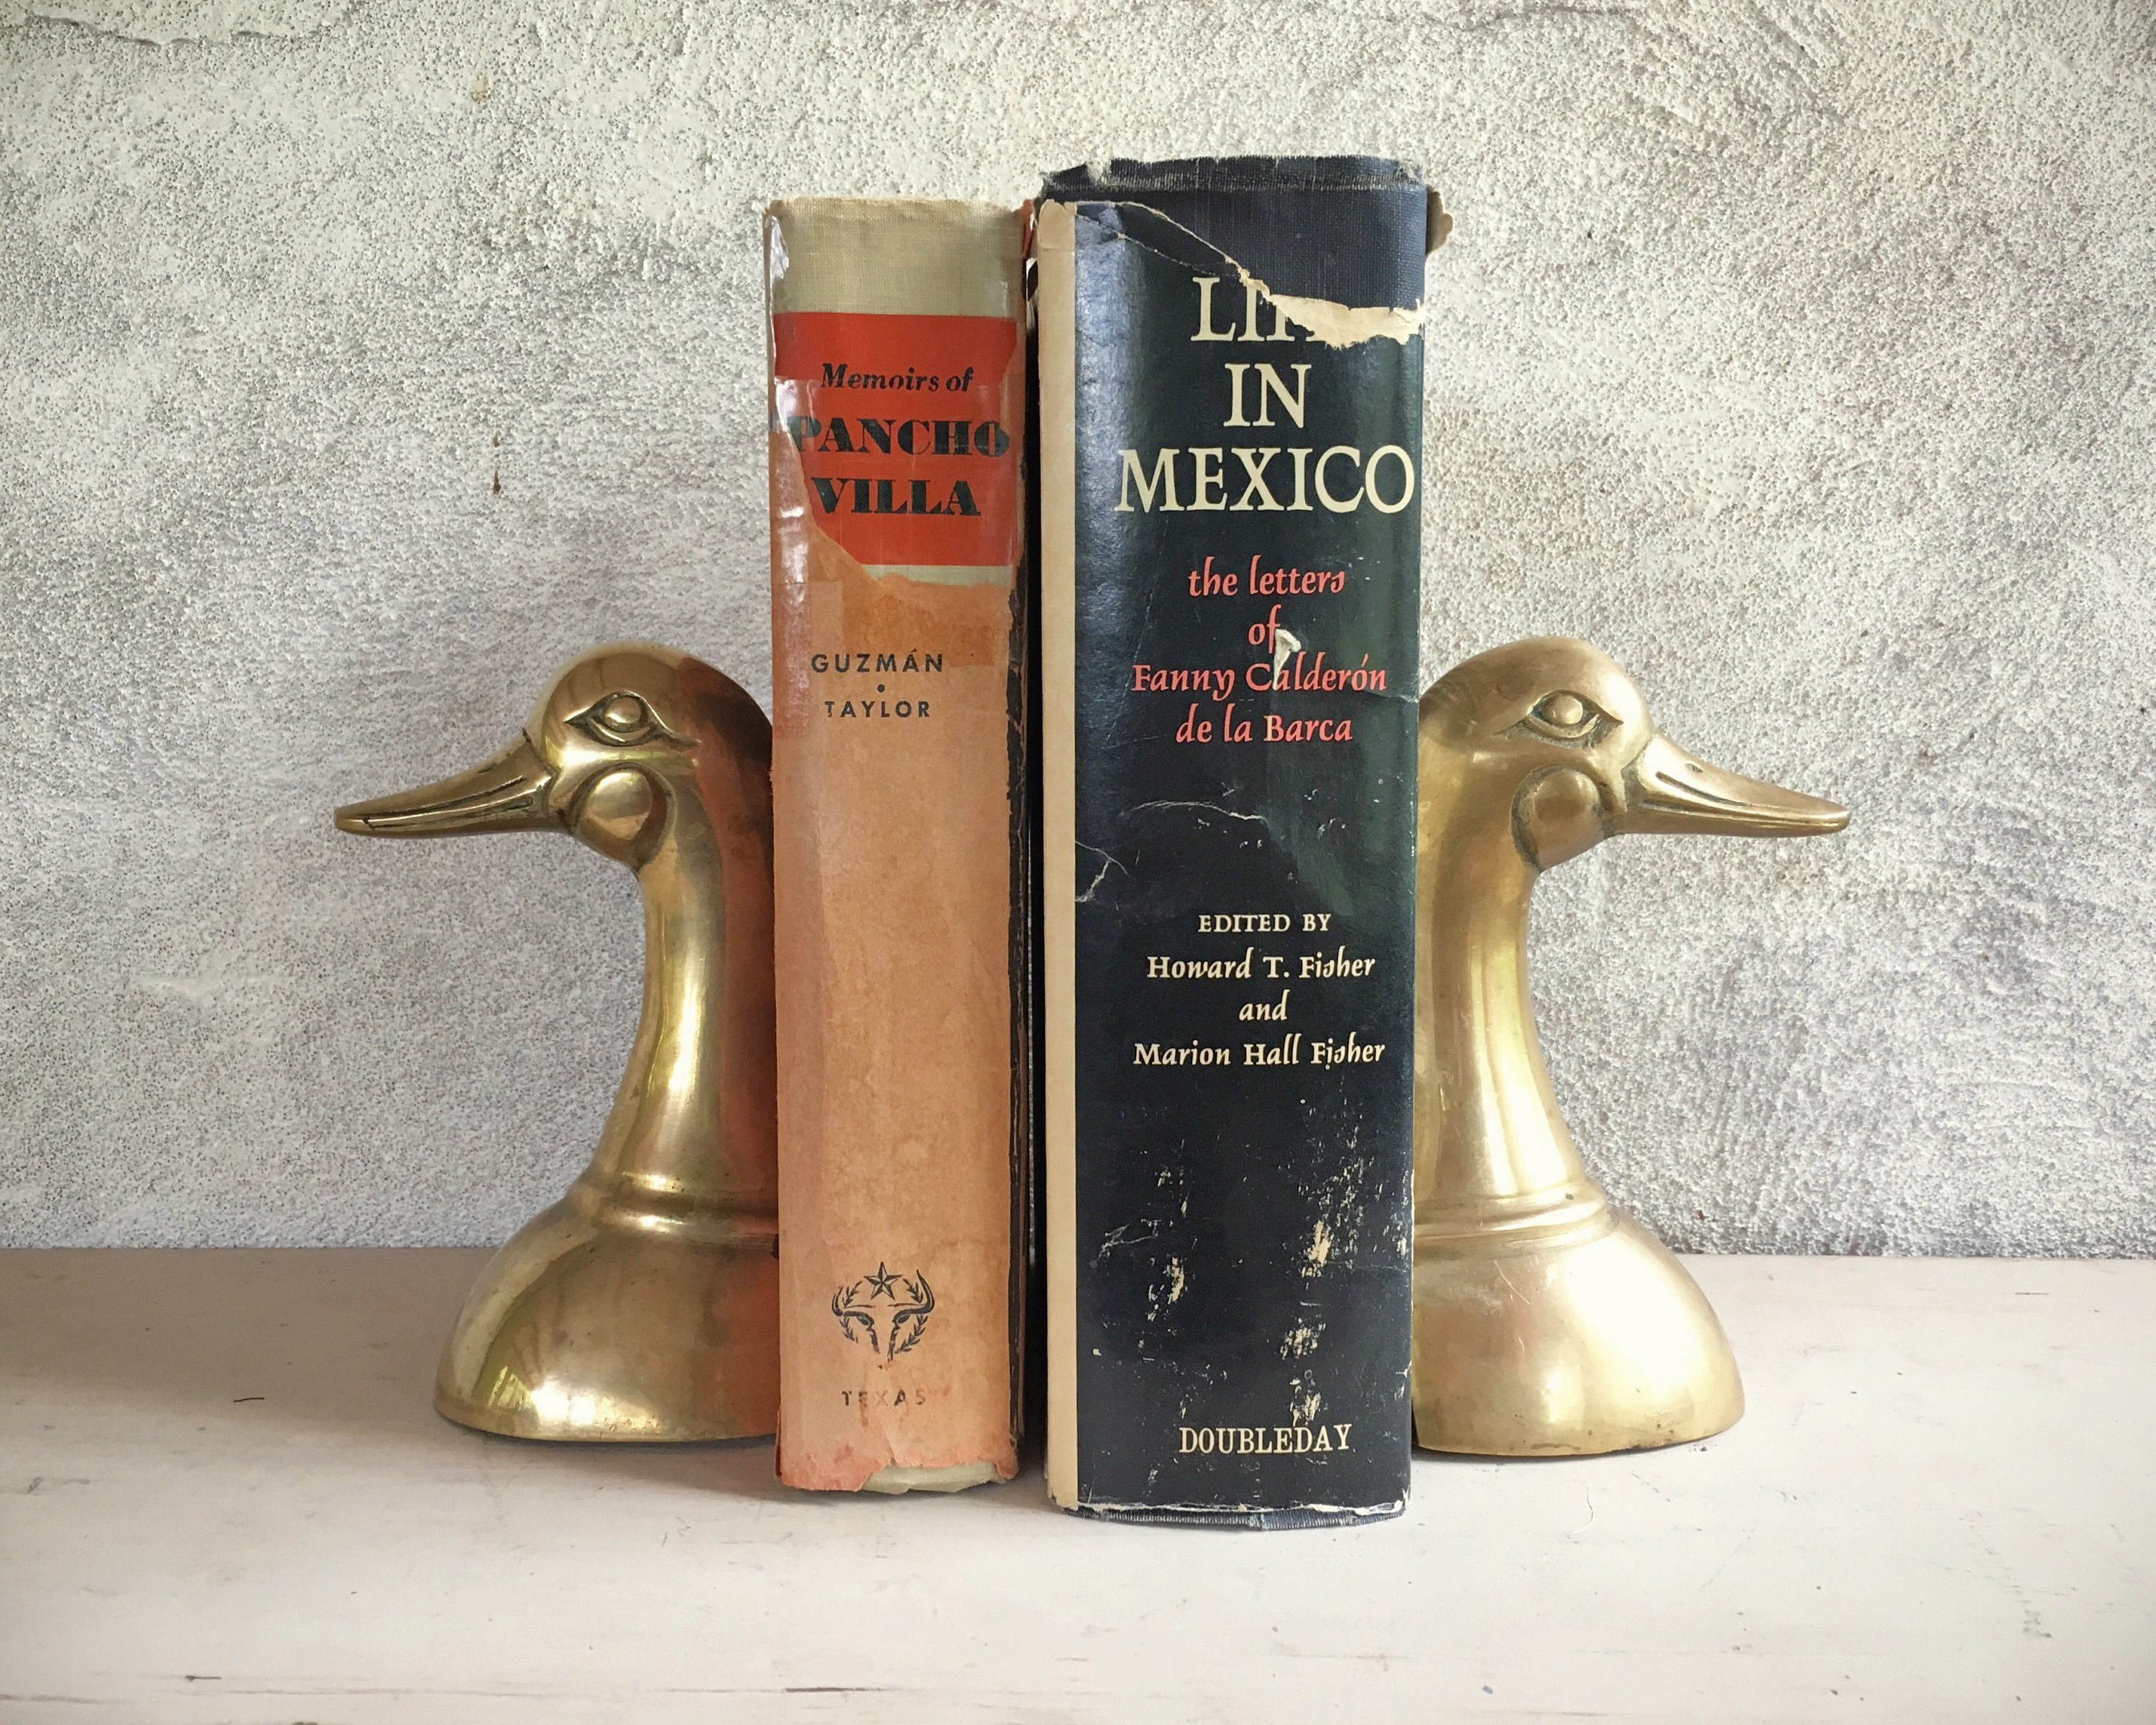 Memoirs of
PANCHO
VILLA
GUZMÁN
•
TAYLOR
TEXAS
IN
MEXICO
the letters
of
Fanny Calderón
de la Barca
EDITED BY
Howard T. Fisher
and
Marion Hall Fisher
DOUBLEDAY